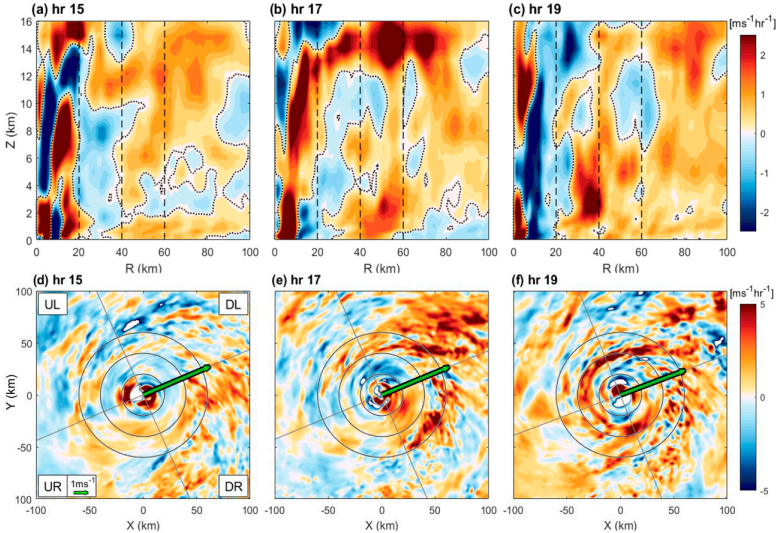 (a) hr 15 (b) hr 17 (c) hr 19 [ms⁻¹hr⁻¹]
16
14
12
10
8
6
4
2
0
Z (km)
0 20 40 60 80 100
R (km)
0 20 40 60 80 100
R (km)
0 20 40 60 80 100
R (km)
2
1
0
-1
-2
(d) hr 15 (e) hr 17 (f) hr 19 [ms⁻¹hr⁻¹]
UL DL
UR DR
1ms⁻¹
100
50
0
-50
100
Y (km)
-100 -50 0 50 100
X (km)
-100 -50 0 50 100
X (km)
-100 -50 0 50 100
X (km)
5
0
-5